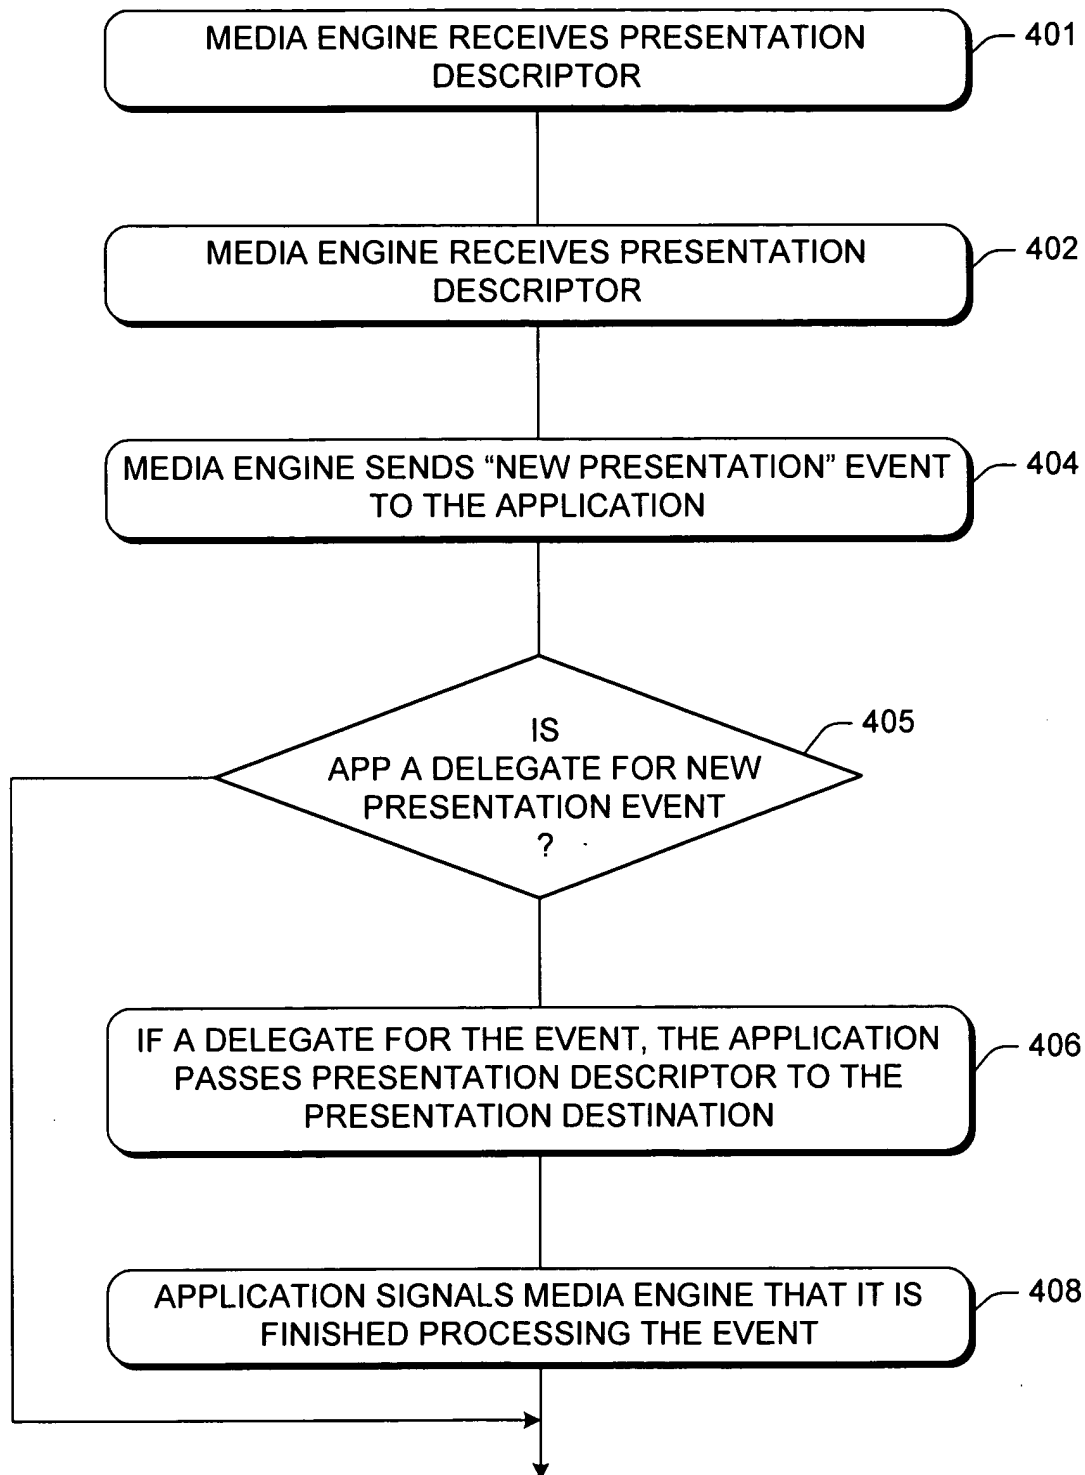 MEDIA ENGINE RECEIVES PRESENTATION
DESCRIPTOR
401
MEDIA ENGINE RECEIVES PRESENTATION
DESCRIPTOR
402
MEDIA ENGINE SENDS “NEW PRESENTATION” EVENT
TO THE APPLICATION
404
IS
APP A DELEGATE FOR NEW
PRESENTATION EVENT
?
405
IF A DELEGATE FOR THE EVENT, THE APPLICATION
PASSES PRESENTATION DESCRIPTOR TO THE
PRESENTATION DESTINATION
406
APPLICATION SIGNALS MEDIA ENGINE THAT IT IS
FINISHED PROCESSING THE EVENT
408